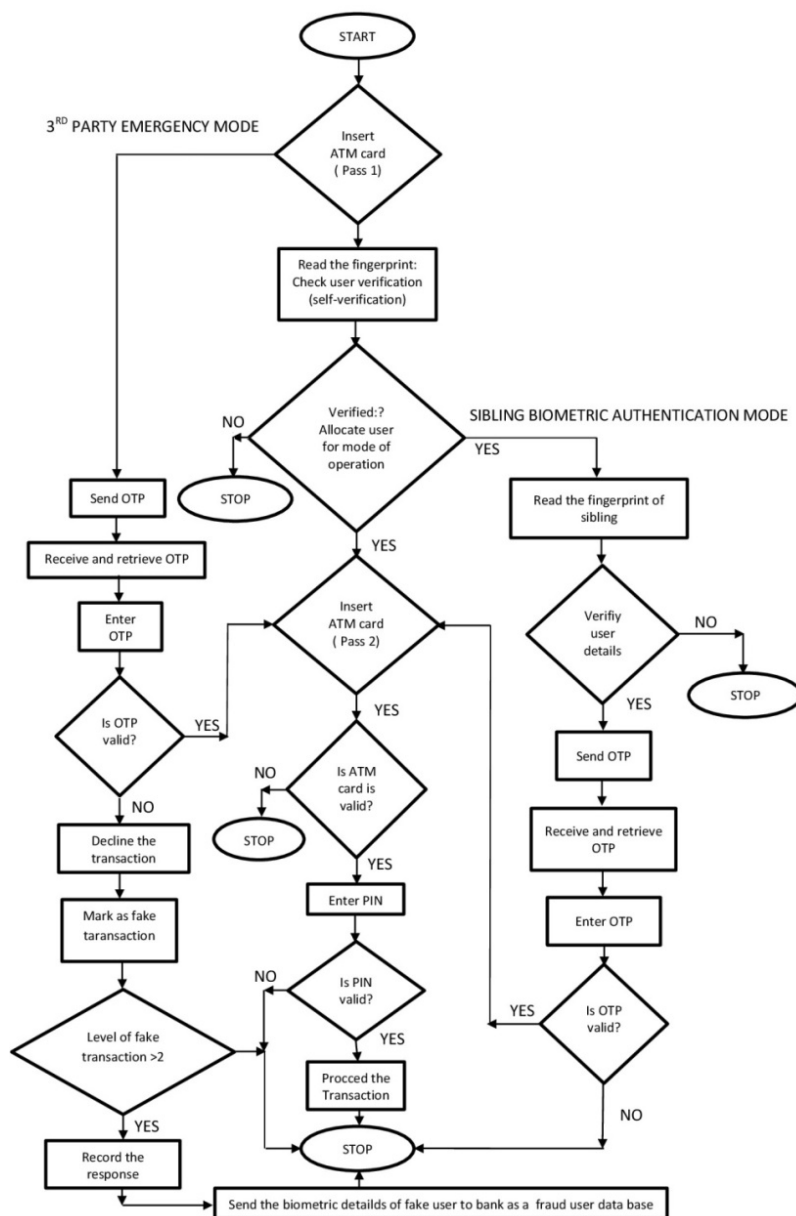 START
3RD PARTY EMERGENCY MODE
Insert
ATM card
( Pass 1)
Read the fingerprint:
Check user verification
(self-verification)
NO
Verified:?
Allocate user
for mode of
operation
SIBLING BIOMETRIC AUTHENTICATION MODE
YES
STOP
YES
Send OTP
Receive and retrieve OTP
Enter
OTP
Is OTP
valid?
YES
NO
Decline the
transaction
Mark as fake
taransaction
Level of fake
transaction >2
YES
Record the
response
Insert
ATM card
( Pass 2)
YES
NO
Is ATM
card is
valid?
STOP
YES
Enter PIN
NO
Is PIN
valid?
YES
Procced the
Transaction
STOP
Read the fingerprint of
sibling
Verifiy
user
details
NO
STOP
YES
Send OTP
Receive and retrieve
OTP
Enter OTP
YES
Is OTP
valid?
NO
Send the biometric detailds of fake user to bank as a fraud user data base